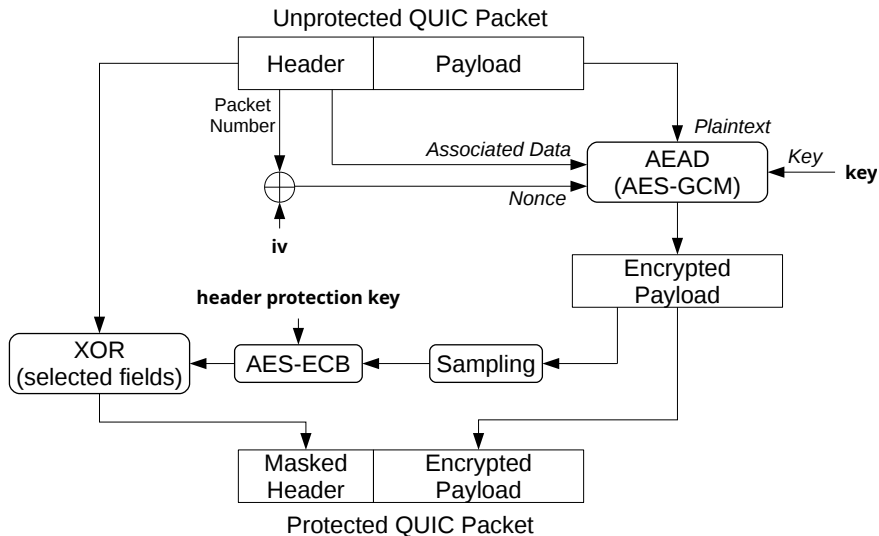 Unprotected QUIC Packet
Header
Payload
Packet
Number
Associated Data
Plaintext
AEAD
(AES-GCM)
Key
key
Nonce
iv
Encrypted
Payload
header protection key
XOR
(selected fields)
AES-ECB
Sampling
Masked
Header
Encrypted
Payload
Protected QUIC Packet